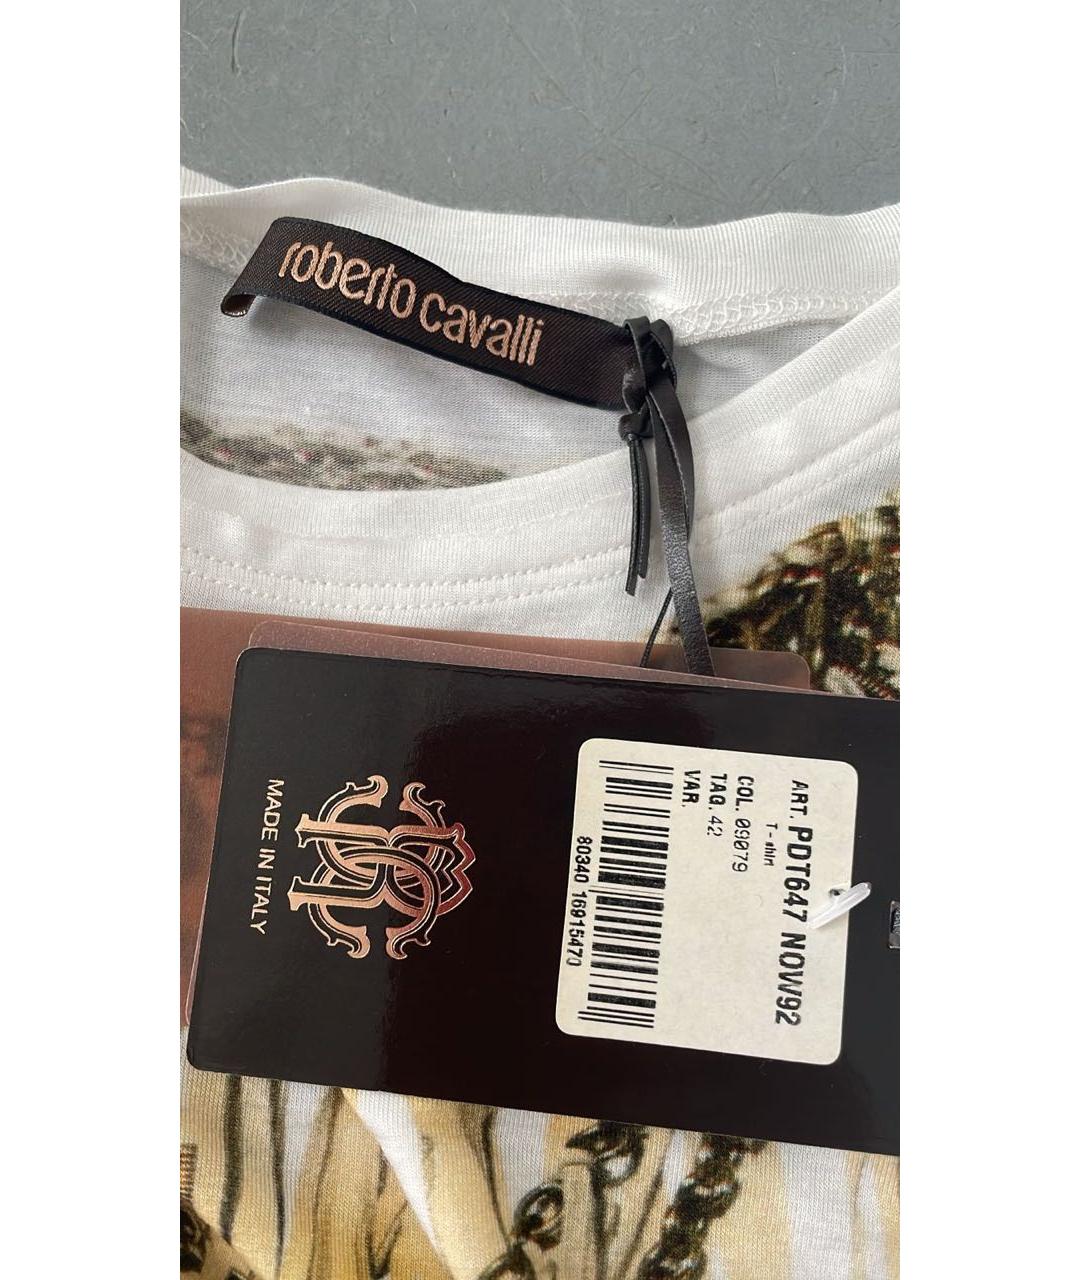 roberto cavalli
MADE IN ITALY
ART. PDT647 NOW92
T-shirt
COL. 09079
TAG. 42
VAR.
80340 16915470